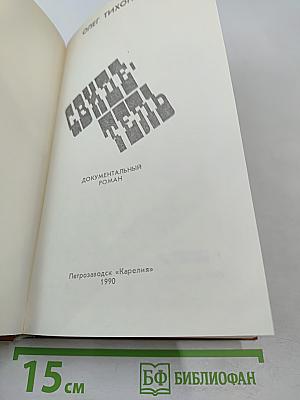 ОЛЕГ
СВИДЕ-
ТЕЛЬ
ДОКУМЕНТАЛЬНЫЙ
РОМАН
Петрозаводск «Карелия»
1990
15 см
БФ БИБЛИОФАН